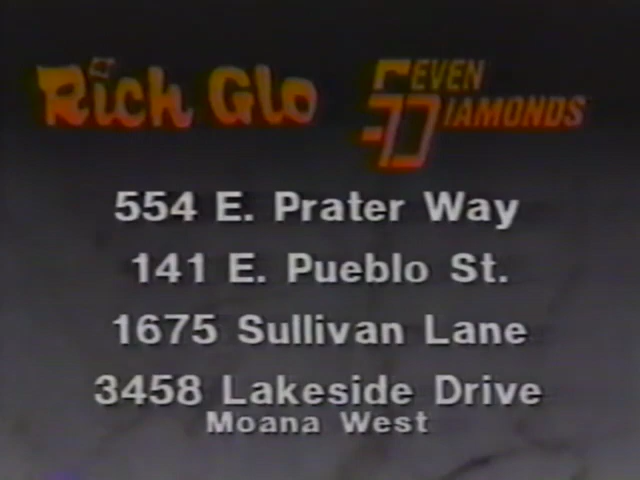 Rich Glo
SEVEN DIAMONDS
554 E. Prater Way
141 E. Pueblo St.
1675 Sullivan Lane
3458 Lakeside Drive
Moana West